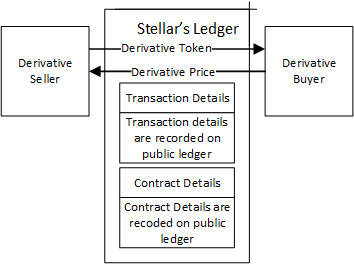 Stellar's Ledger
Derivative
Seller
Derivative Token
Derivative Price
Derivative
Buyer
Transaction Details
Transaction details
are recorded on
public ledger
Contract Details
Contract Details are
recoded on public
ledger